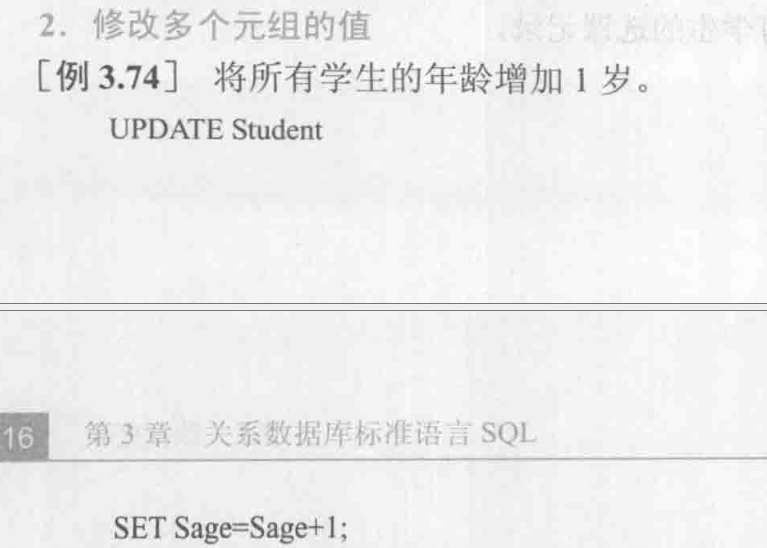 2. 修改多个元组的值
［例 3.74］ 将所有学生的年龄增加 1 岁。
UPDATE Student
16 第 3 章 关系数据库标准语言 SQL
SET Sage=Sage+1;